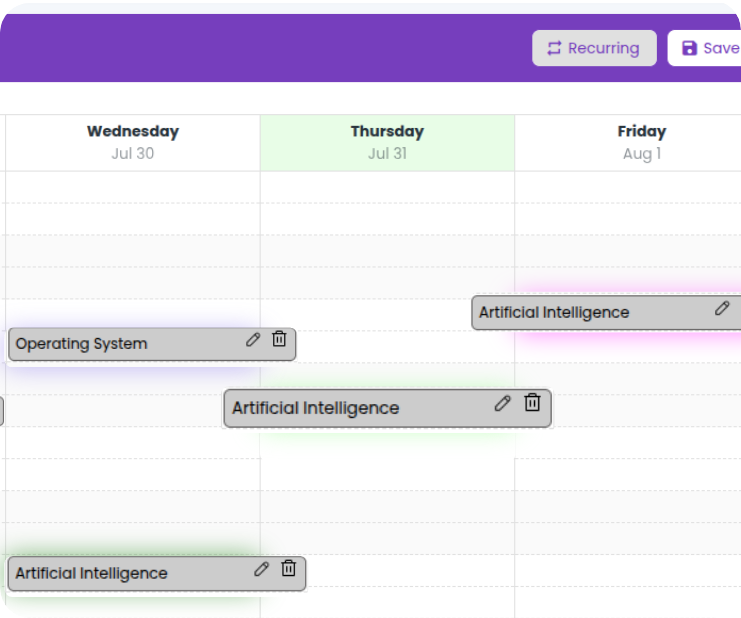 Recurring
Save
Wednesday
Jul 30
Thursday
Jul 31
Friday
Aug 1
Artificial Intelligence
Operating System
Artificial Intelligence
Artificial Intelligence